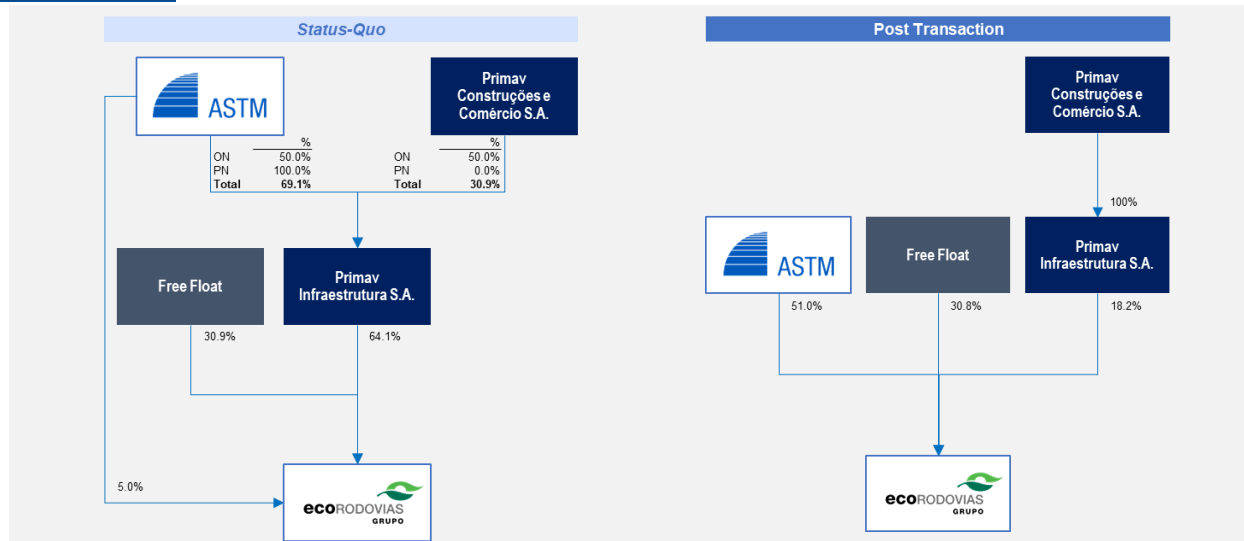 Status-Quo
ASTM
Primav
Construções e
Comércio S.A.
%
ON 50.0%
PN 100.0%
Total 69.1%
%
ON 50.0%
PN 0.0%
Total 30.9%
Free Float
Primav
Infraestrutura S.A.
30.9%
64.1%
5.0%
ecoRODOVIAS
GRUPO
Post Transaction
Primav
Construções e
Comércio S.A.
100%
ASTM
Free Float
Primav
Infraestrutura S.A.
51.0%
30.8%
18.2%
ecoRODOVIAS
GRUPO